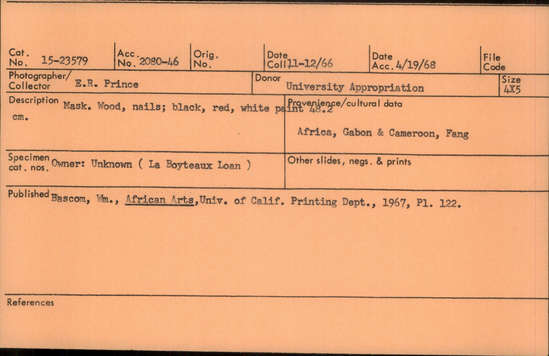 Cat. No. 15-23579 Acc. No. 2080-46 Orig. No. Date Coll 11-12/66 Date Acc. 4/19/68 File Code
Photographer/ Collector E.R. Prince Donor University Appropriation Size 4X5
Description Mask. Wood, nails; black, red, white paint 48.2 cm.
Provenience/cultural data
Africa, Gabon & Cameroon, Fang
Specimen cat. nos. Owner: Unknown ( La Boyteaux Loan ) Other slides, negs. & prints
Published Bascom, Wm., African Arts, Univ. of Calif. Printing Dept., 1967, Pl. 122.
References